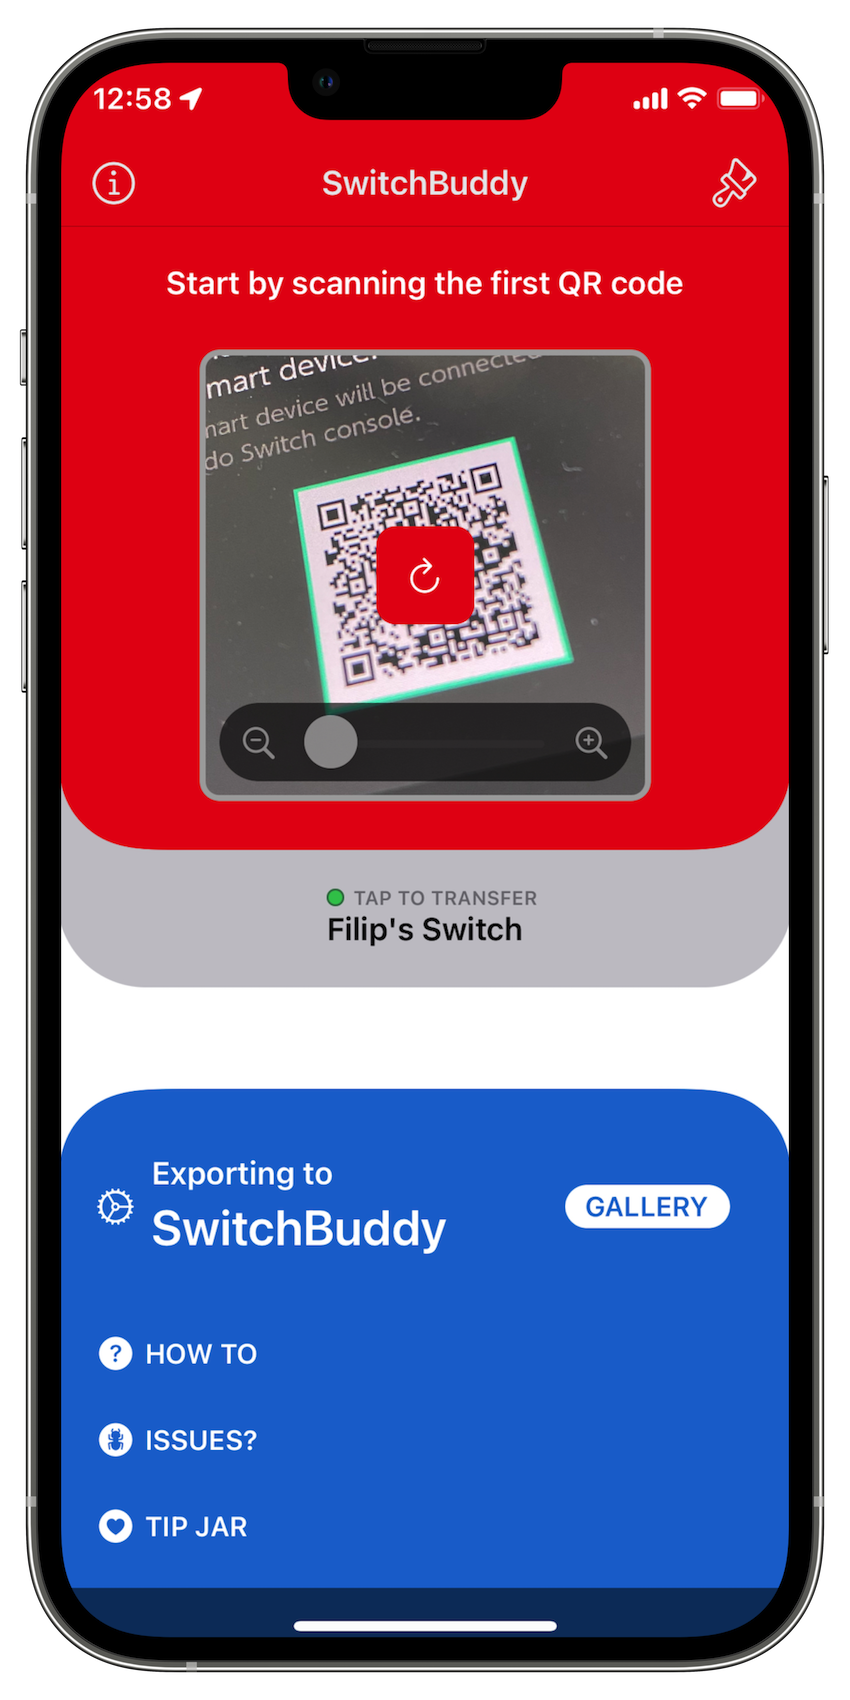 12:58
SwitchBuddy
Start by scanning the first QR code
mart device.
mart device will be connected
do Switch console.
TAP TO TRANSFER
Filip's Switch
Exporting to
SwitchBuddy
GALLERY
? HOW TO
ISSUES?
TIP JAR